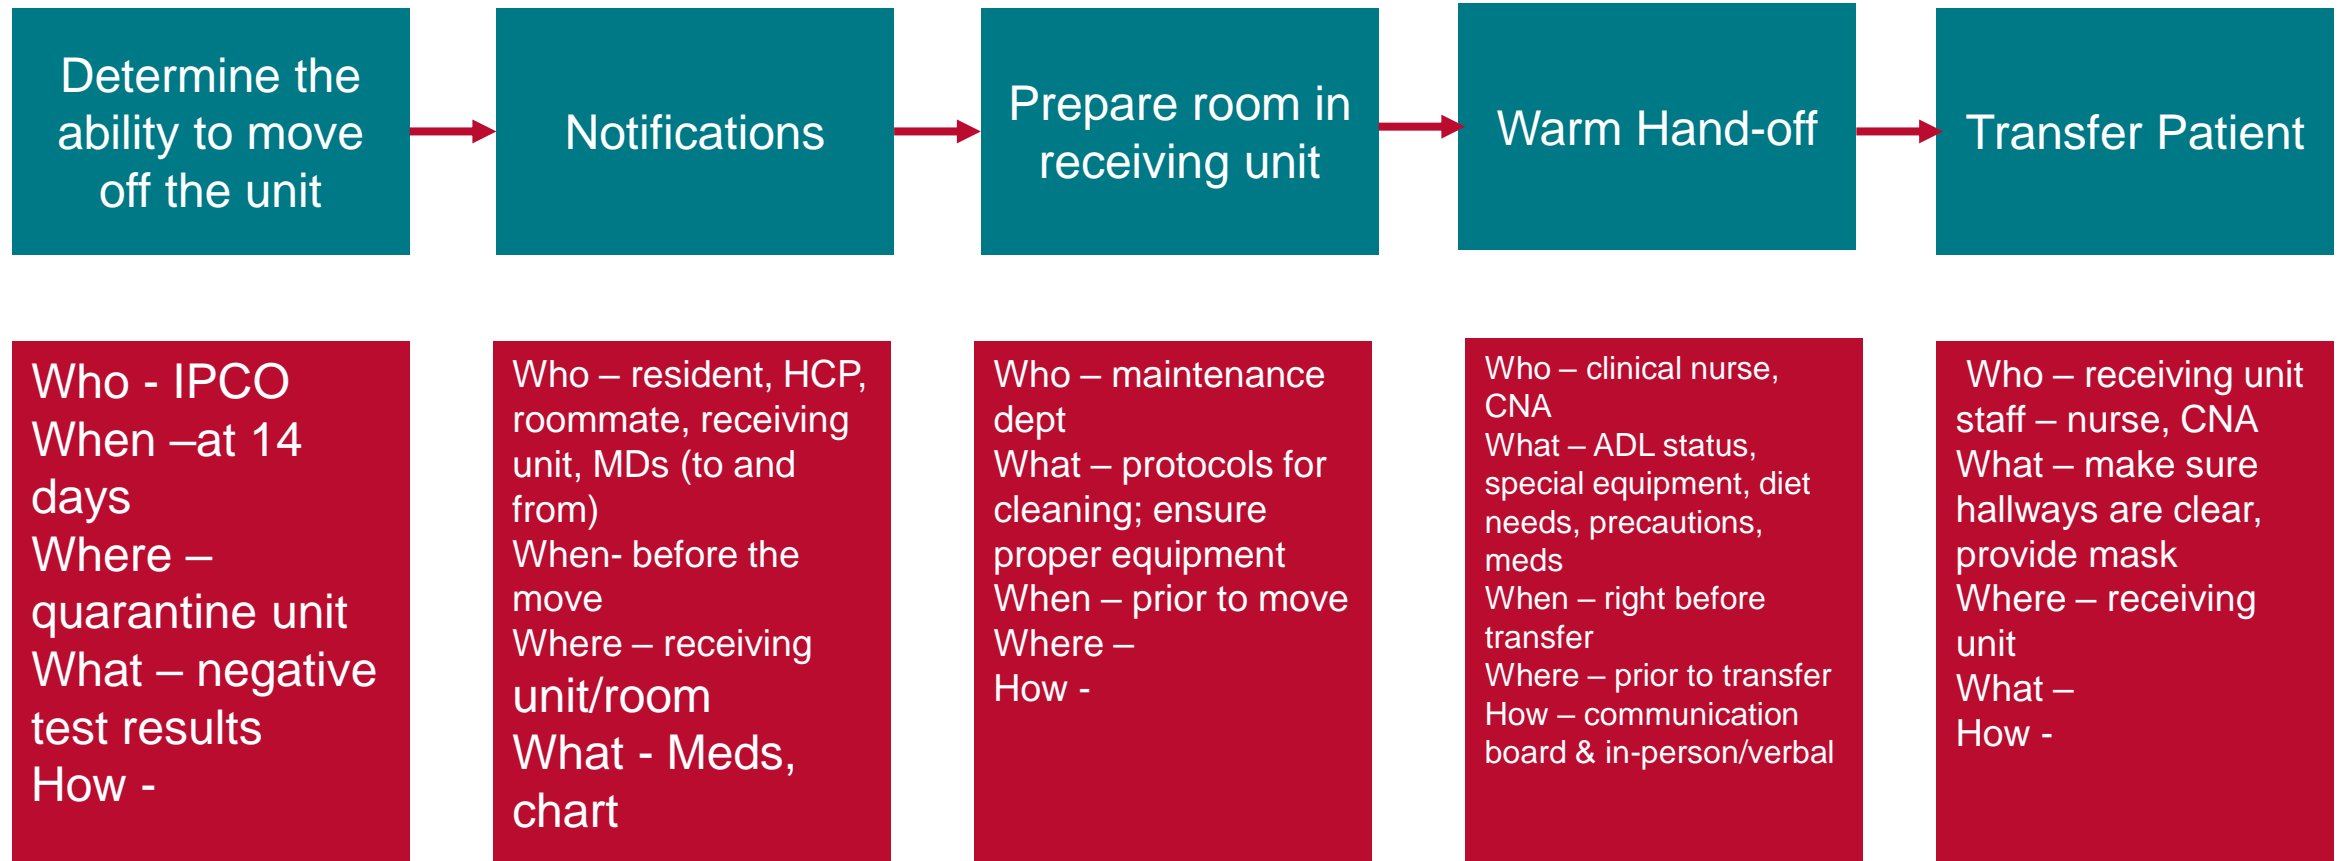 Determine the
ability to move
off the unit
Notifications
Prepare room in
receiving unit
Warm Hand-off
Transfer Patient
Who - IPCO
When –at 14
days
Where –
quarantine unit
What – negative
test results
How -
Who – resident, HCP,
roommate, receiving
unit, MDs (to and
from)
When- before the
move
Where – receiving
unit/room
What - Meds,
chart
Who – maintenance
dept
What – protocols for
cleaning; ensure
proper equipment
When – prior to move
Where –
How -
Who – clinical nurse,
CNA
What – ADL status,
special equipment, diet
needs, precautions,
meds
When – right before
transfer
Where – prior to transfer
How – communication
board & in-person/verbal
Who – receiving unit
staff – nurse, CNA
What – make sure
hallways are clear,
provide mask
Where – receiving
unit
What –
How -